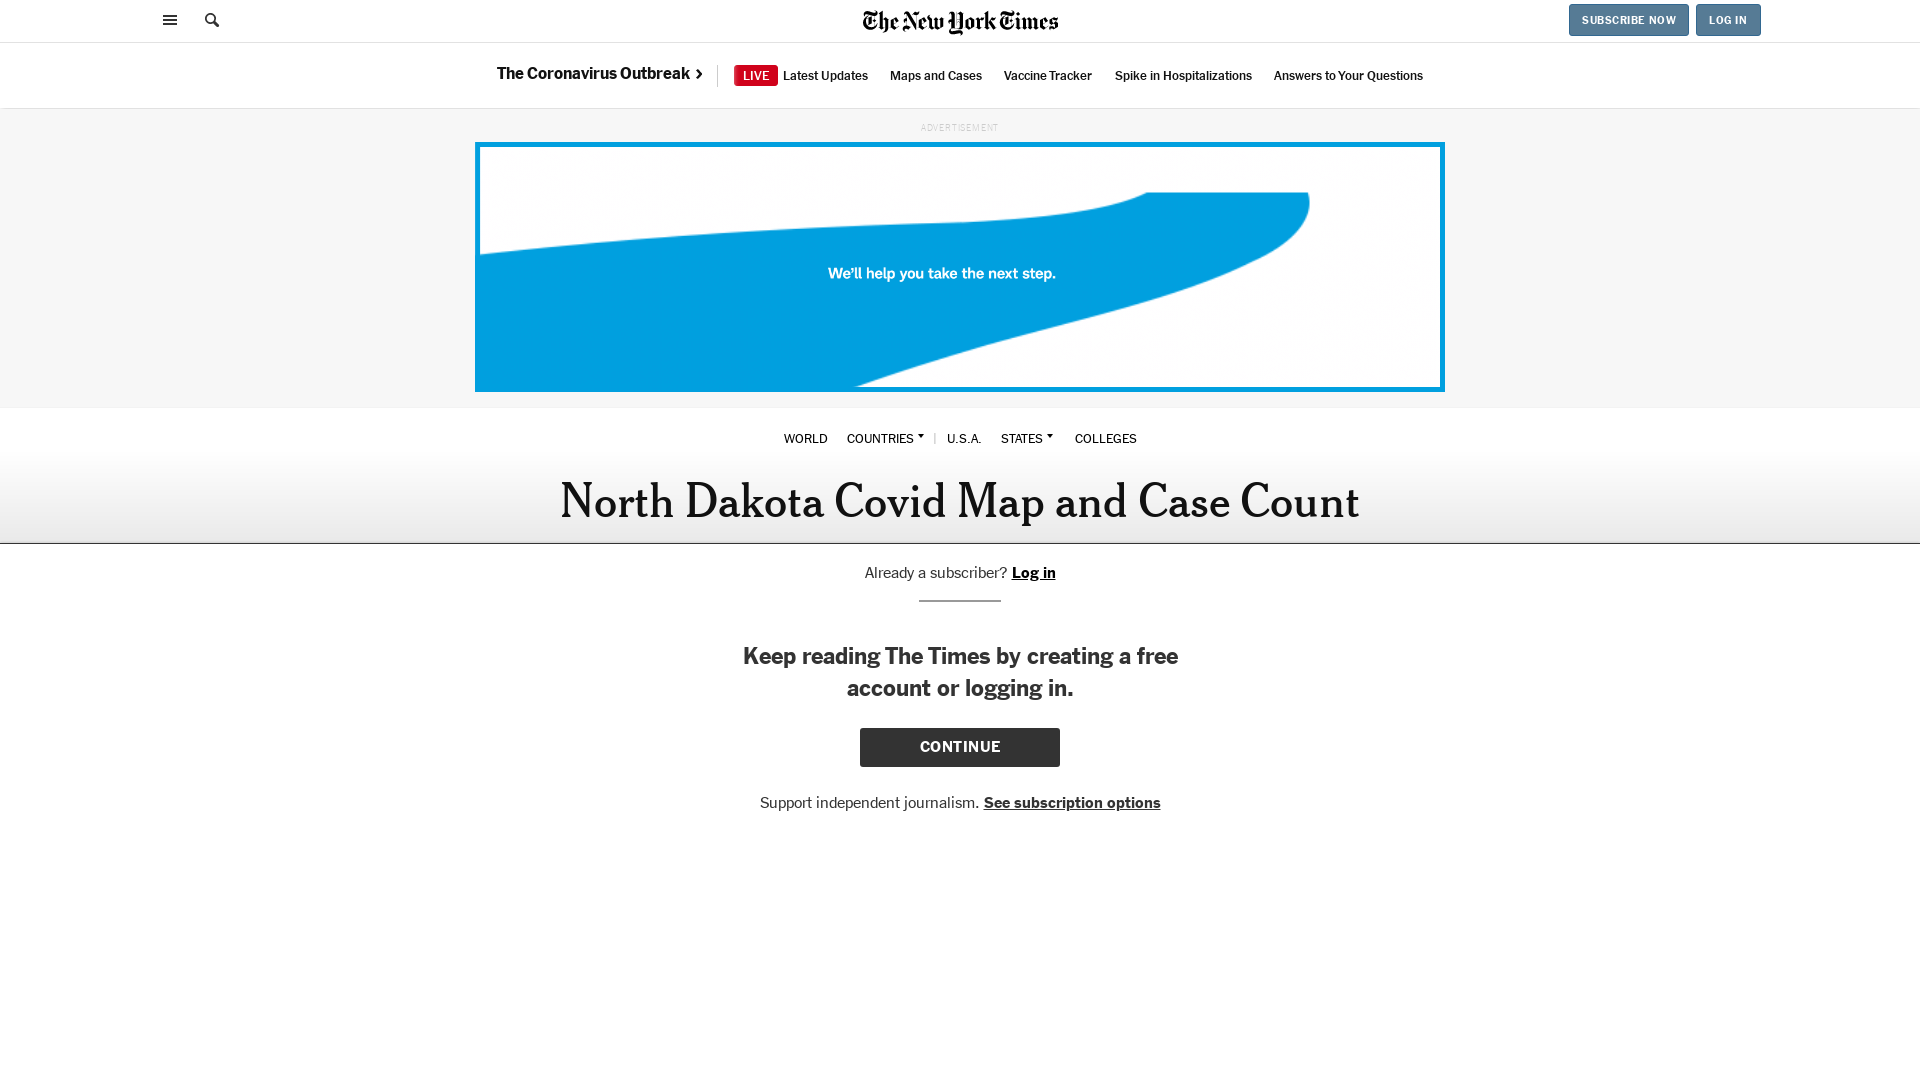 The New York Times
SUBSCRIBE NOW
LOG IN
The Coronavirus Outbreak
LIVE Latest Updates
Maps and Cases
Vaccine Tracker
Spike in Hospitalizations
Answers to Your Questions
ADVERTISEMENT
We'll help you take the next step.
WORLD
COUNTRIES
U.S.A.
STATES
COLLEGES
North Dakota Covid Map and Case Count
Already a subscriber? Log in
Keep reading The Times by creating a free
account or logging in.
CONTINUE
Support independent journalism. See subscription options